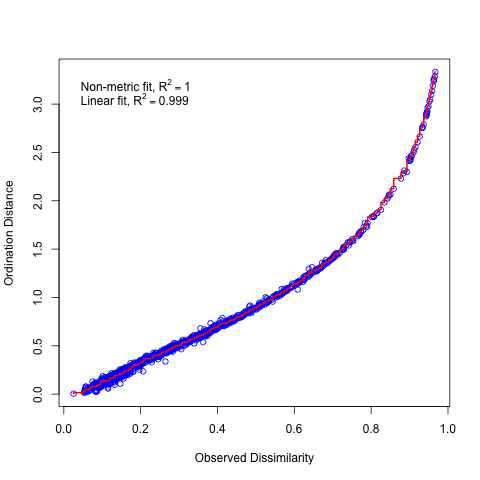 Non-metric fit, R² = 1
Linear fit, R² = 0.999
Ordination Distance
3.0
2.5
2.0
1.5
1.0
0.5
0.0
0.0 0.2 0.4 0.6 0.8 1.0
Observed Dissimilarity